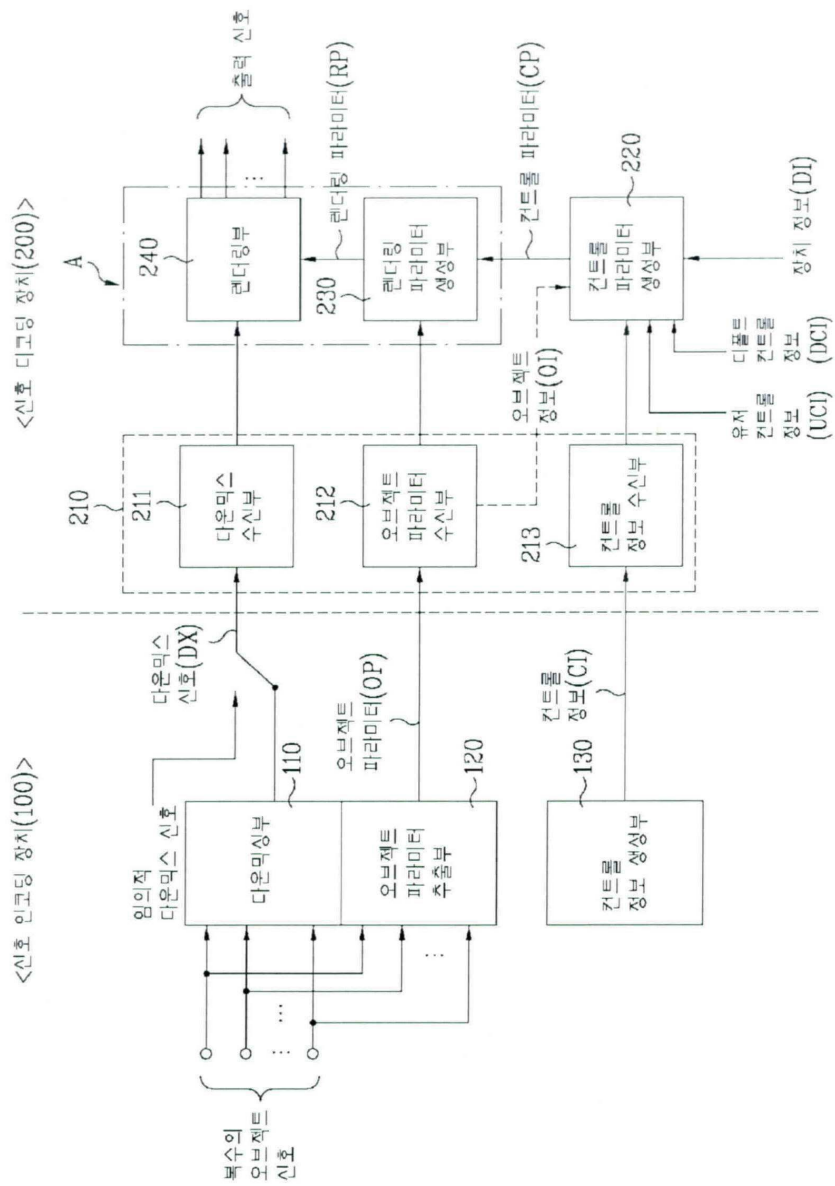 <신호 인코딩 장치(100)>
<신호 디코딩 장치(200)>
복수의
오브젝트
신호
...
...
...
임의적
다운믹스 신호
다운믹싱부
110
오브젝트
파라미터
추출부
120
컨트롤
정보 생성부
130
다운믹스
신호(DX)
오브젝트
파라미터(OP)
컨트롤
정보(CI)
210
211
다운믹스
수신부
212
오브젝트
파라미터
수신부
213
컨트롤
정보 수신부
오브젝트
정보(OI)
A
240
렌더링부
...
출력 신호
렌더링 파라미터(RP)
230
렌더링
파라미터
생성부
컨트롤 파라미터(CP)
220
컨트롤
파라미터
생성부
유저
컨트롤
정보
(UCI)
디폴트
컨트롤
정보
(DCI)
장치 정보(DI)